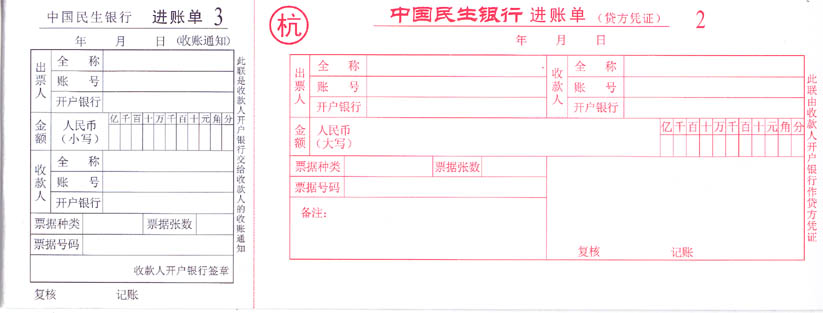 中国民生银行 进账单 3
年 月 日 (收账通知)
出票人
全 称
账 号
开户银行
金额
人民币
(小写)
亿千百十万千百十元角分
收款人
全 称
账 号
开户银行
票据种类 票据张数
票据号码
收款人开户银行签章
复核 记账
此联是收款人开户银行交给收款人的收账通知
杭
中国民生银行 进账单 (贷方凭证) 2
年 月 日
出票人
全 称
账 号
开户银行
收款人
全 称
账 号
开户银行
金额
人民币
(大写)
亿千百十万千百十元角分
票据种类 票据张数
票据号码
备注:
复核 记账
此联由收款人开户银行作贷方凭证